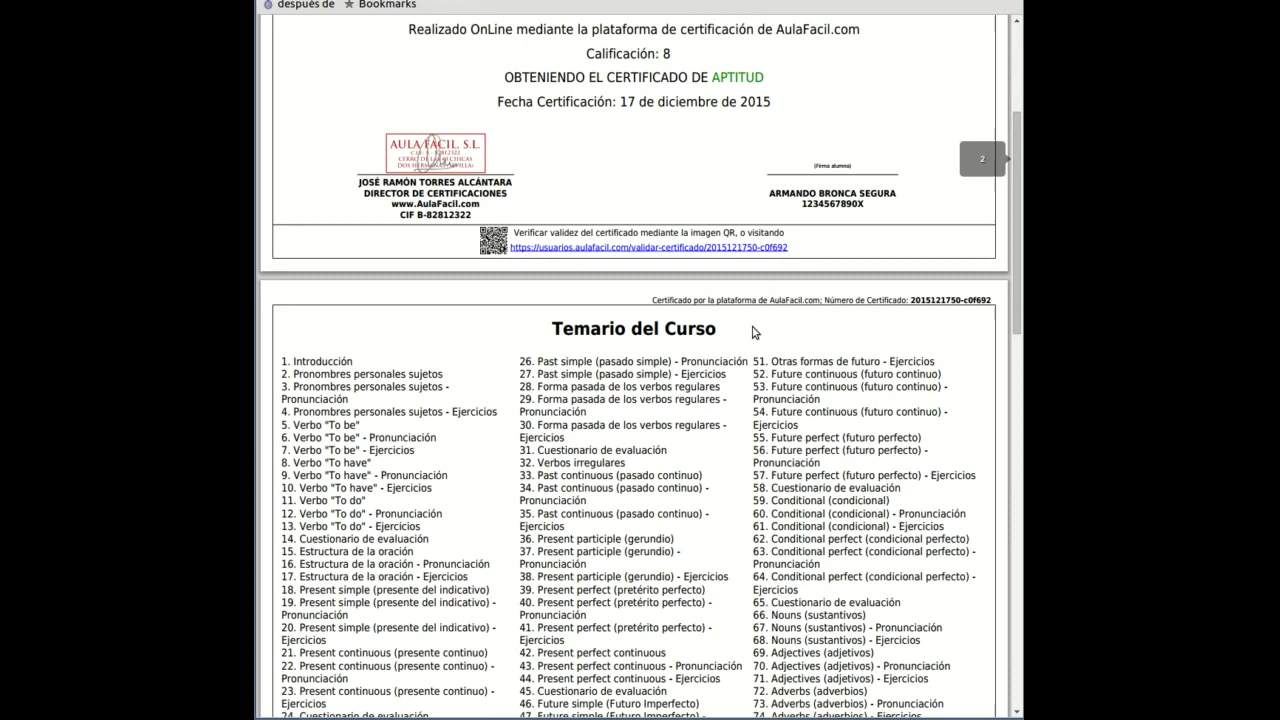 después de
Bookmarks
Realizado OnLine mediante la plataforma de certificación de AulaFacil.com
Calificación: 8
OBTENIENDO EL CERTIFICADO DE APTITUD
Fecha Certificación: 17 de diciembre de 2015
AULA FACIL, S.L.
2
(Firma alumno)
JOSÉ RAMÓN TORRES ALCÁNTARA
DIRECTOR DE CERTIFICACIONES
www.AulaFacil.com
CIF B-82812322
ARMANDO BRONCA SEGURA
1234567890X
Verificar validez del certificado mediante la imagen QR, o visitando
https://usuarios.aulafacil.com/validar-certificado/2015121750-c0f692
Certificado por la plataforma de AulaFacil.com; Número de Certificado: 2015121750-c0f692
Temario del Curso
1. Introducción
2. Pronombres personales sujetos
3. Pronombres personales sujetos -
Pronunciación
4. Pronombres personales sujetos - Ejercicios
5. Verbo "To be"
6. Verbo "To be" - Pronunciación
7. Verbo "To be" - Ejercicios
8. Verbo "To have"
9. Verbo "To have" - Pronunciación
10. Verbo "To have" - Ejercicios
11. Verbo "To do"
12. Verbo "To do" - Pronunciación
13. Verbo "To do" - Ejercicios
14. Cuestionario de evaluación
15. Estructura de la oración
16. Estructura de la oración - Pronunciación
17. Estructura de la oración - Ejercicios
18. Present simple (presente del indicativo)
19. Present simple (presente del indicativo) -
Pronunciación
20. Present simple (presente del indicativo) -
Ejercicios
21. Present continuous (presente continuo)
22. Present continuous (presente continuo) -
Pronunciación
23. Present continuous (presente continuo) -
Ejercicios
24. Cuestionario de evaluación
26. Past simple (pasado simple) - Pronunciación
27. Past simple (pasado simple) - Ejercicios
28. Forma pasada de los verbos regulares
29. Forma pasada de los verbos regulares -
Pronunciación
30. Forma pasada de los verbos regulares -
Ejercicios
31. Cuestionario de evaluación
32. Verbos irregulares
33. Past continuous (pasado continuo)
34. Past continuous (pasado continuo) -
Pronunciación
35. Past continuous (pasado continuo) -
Ejercicios
36. Present participle (gerundio)
37. Present participle (gerundio) -
Pronunciación
38. Present participle (gerundio) - Ejercicios
39. Present perfect (pretérito perfecto)
40. Present perfect (pretérito perfecto) -
Pronunciación
41. Present perfect (pretérito perfecto) -
Ejercicios
42. Present perfect continuous
43. Present perfect continuous - Pronunciación
44. Present perfect continuous - Ejercicios
45. Cuestionario de evaluación
46. Future simple (Futuro Imperfecto)
47. Future simple (Futuro Imperfecto) -
51. Otras formas de futuro - Ejercicios
52. Future continuous (futuro continuo)
53. Future continuous (futuro continuo) -
Pronunciación
54. Future continuous (futuro continuo) -
Ejercicios
55. Future perfect (futuro perfecto)
56. Future perfect (futuro perfecto) -
Pronunciación
57. Future perfect (futuro perfecto) - Ejercicios
58. Cuestionario de evaluación
59. Conditional (condicional)
60. Conditional (condicional) - Pronunciación
61. Conditional (condicional) - Ejercicios
62. Conditional perfect (condicional perfecto)
63. Conditional perfect (condicional perfecto) -
Pronunciación
64. Conditional perfect (condicional perfecto) -
Ejercicios
65. Cuestionario de evaluación
66. Nouns (sustantivos)
67. Nouns (sustantivos) - Pronunciación
68. Nouns (sustantivos) - Ejercicios
69. Adjectives (adjetivos)
70. Adjectives (adjetivos) - Pronunciación
71. Adjectives (adjetivos) - Ejercicios
72. Adverbs (adverbios)
73. Adverbs (adverbios) - Pronunciación
74. Adverbs (adverbios) - Ejercicios